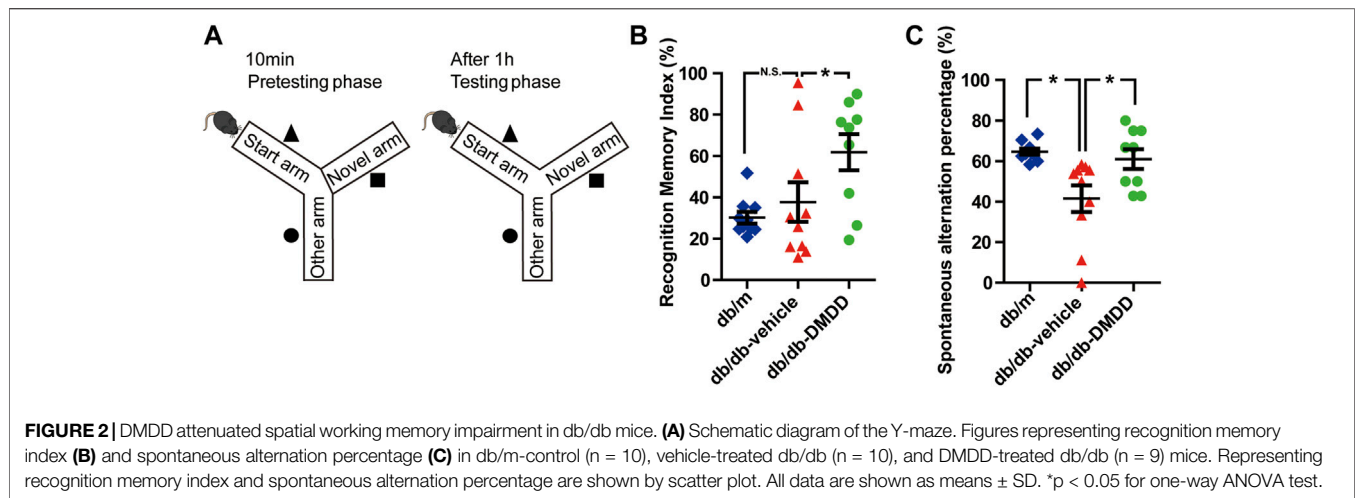 A
10min
Pretesting phase
After 1h
Testing phase
Start arm
Novel arm
Other arm
Start arm
Novel arm
Other arm
B
Recognition Memory Index (%)
100
80
60
40
20
0
N.S.
*
db/m
db/db-vehicle
db/db-DMDD
C
Spontaneous alternation percentage (%)
100
80
60
40
20
0
*
*
db/m
db/db-vehicle
db/db-DMDD
FIGURE 2 | DMDD attenuated spatial working memory impairment in db/db mice. (A) Schematic diagram of the Y-maze. Figures representing recognition memory
index (B) and spontaneous alternation percentage (C) in db/m-control (n = 10), vehicle-treated db/db (n = 10), and DMDD-treated db/db (n = 9) mice. Representing
recognition memory index and spontaneous alternation percentage are shown by scatter plot. All data are shown as means ± SD. *p < 0.05 for one-way ANOVA test.